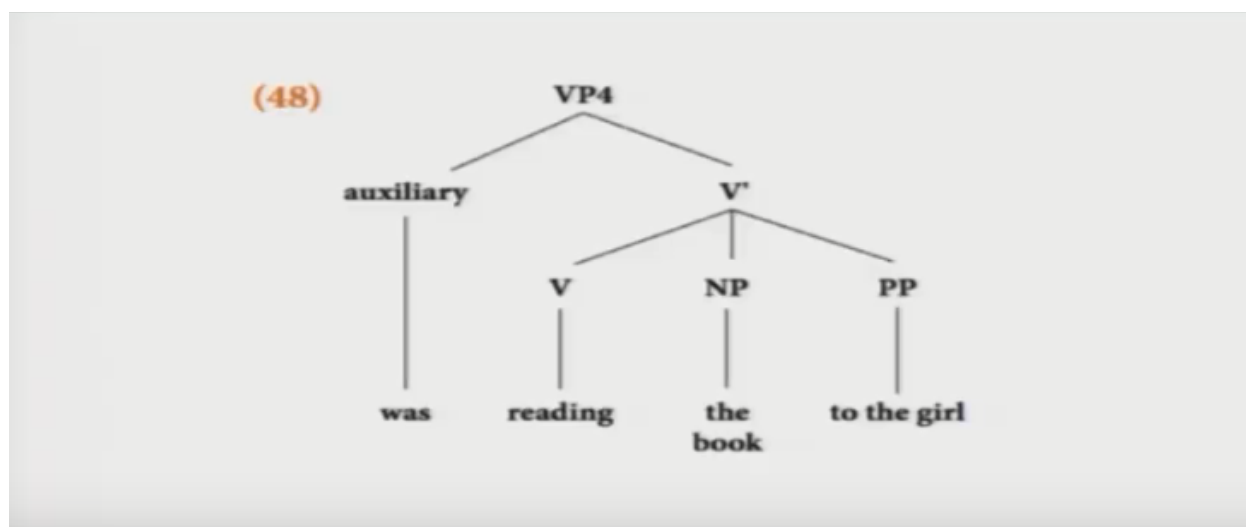 (48) VP4
auxiliary V'
V NP PP
was reading the to the girl
book